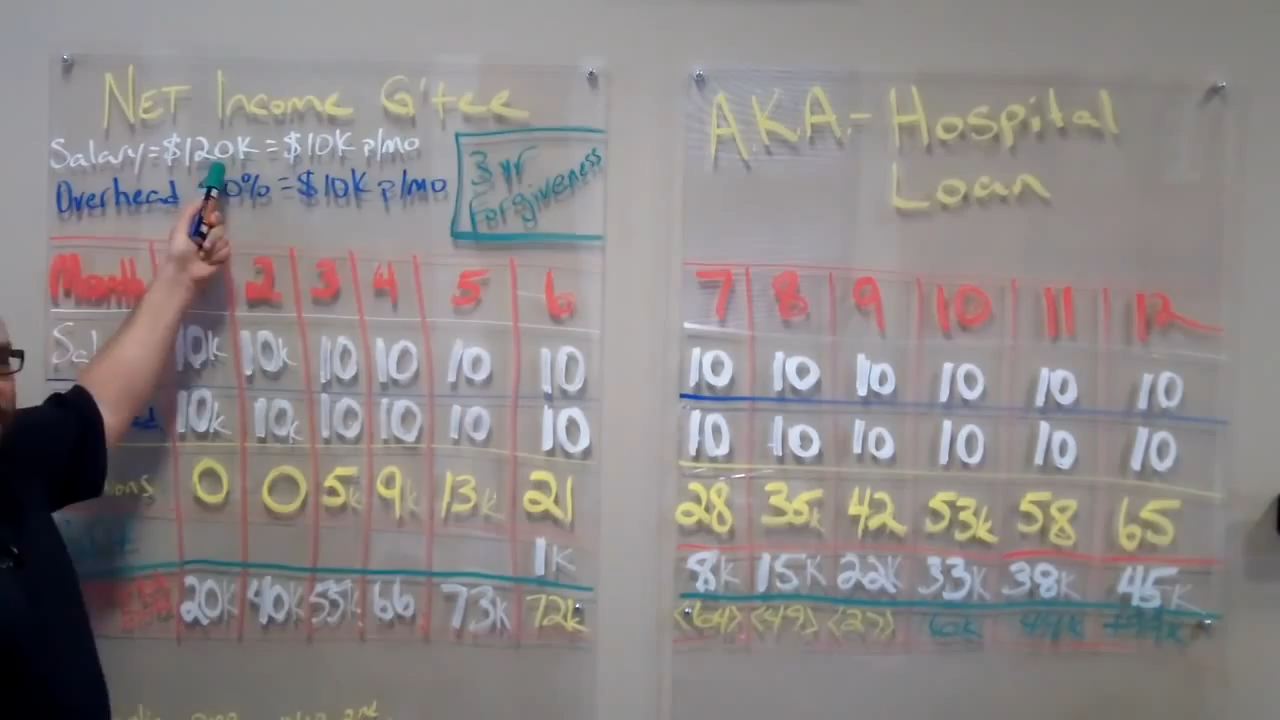 NET Income G'tee
Salary = $120K = $10K p/mo
Overhead 0% = $10K p/mo
3 yr
Forgiveness
Month 2 3 4 5 6
Sal 10k 10k 10 10 10 10
10k 10k 10 10 10 10
ons 0 0 5k 9k 13k 21
1K
20K 40K 55K 66 73K 72k
A.K.A.- Hospital
Loan
7 8 9 10 11 12
10 10 10 10 10 10
10 10 10 10 10 10
28 35k 42 53k 58 65
8K 15K 22K 33K 38K 45K
<64> <49> <27> 6K